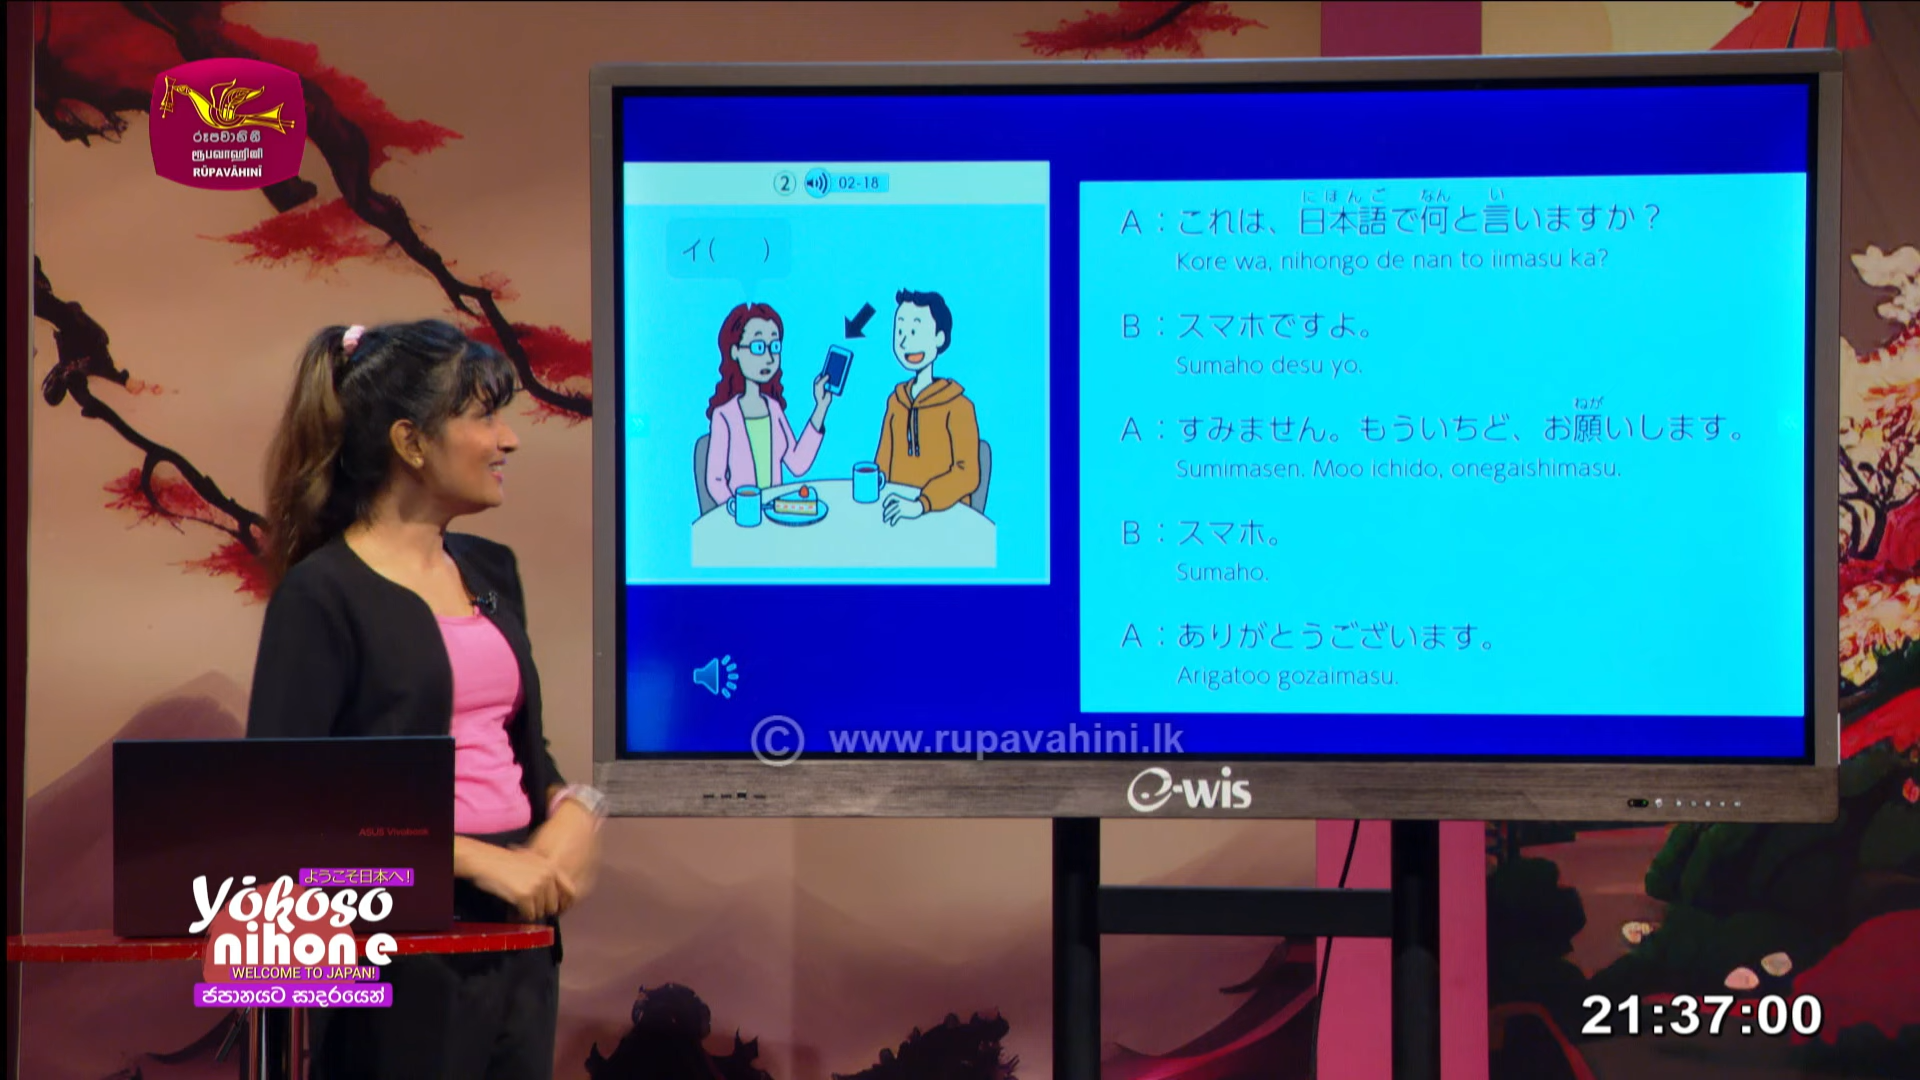 රූපවාහිනී
ரூபவாஹினி
RŪPAVĀHINĪ
2 02-18
イ( )
にほんご なん い
A：これは、日本語で何と言いますか？
Kore wa, nihongo de nan to iimasu ka?
B：スマホですよ。
Sumaho desu yo.
ねが
A：すみません。もういちど、お願いします。
Sumimasen. Moo ichido, onegaishimasu.
B：スマホ。
Sumaho.
A：ありがとうございます。
Arigatoo gozaimasu.
© www.rupavahini.lk
e-wis
ASUS Vivobook
ようこそ日本へ!
yōkoso
nihon e
WELCOME TO JAPAN!
ජපානයට සාදරයෙන්
21:37:00